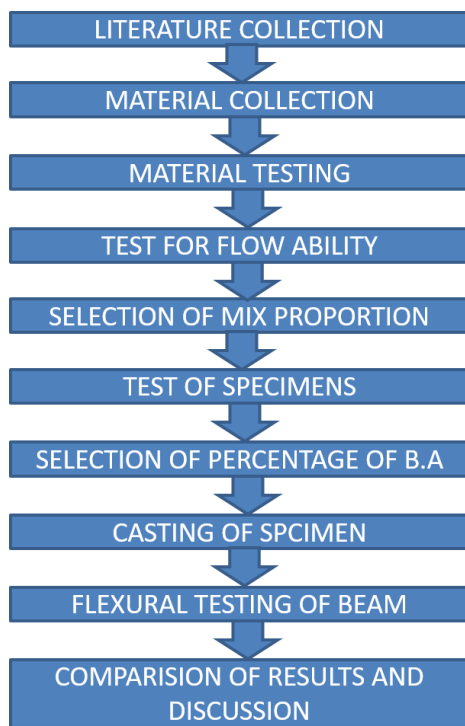 LITERATURE COLLECTION
MATERIAL COLLECTION
MATERIAL TESTING
TEST FOR FLOW ABILITY
SELECTION OF MIX PROPORTION
TEST OF SPECIMENS
SELECTION OF PERCENTAGE OF B.A
CASTING OF SPCIMEN
FLEXURAL TESTING OF BEAM
COMPARISION OF RESULTS AND
DISCUSSION